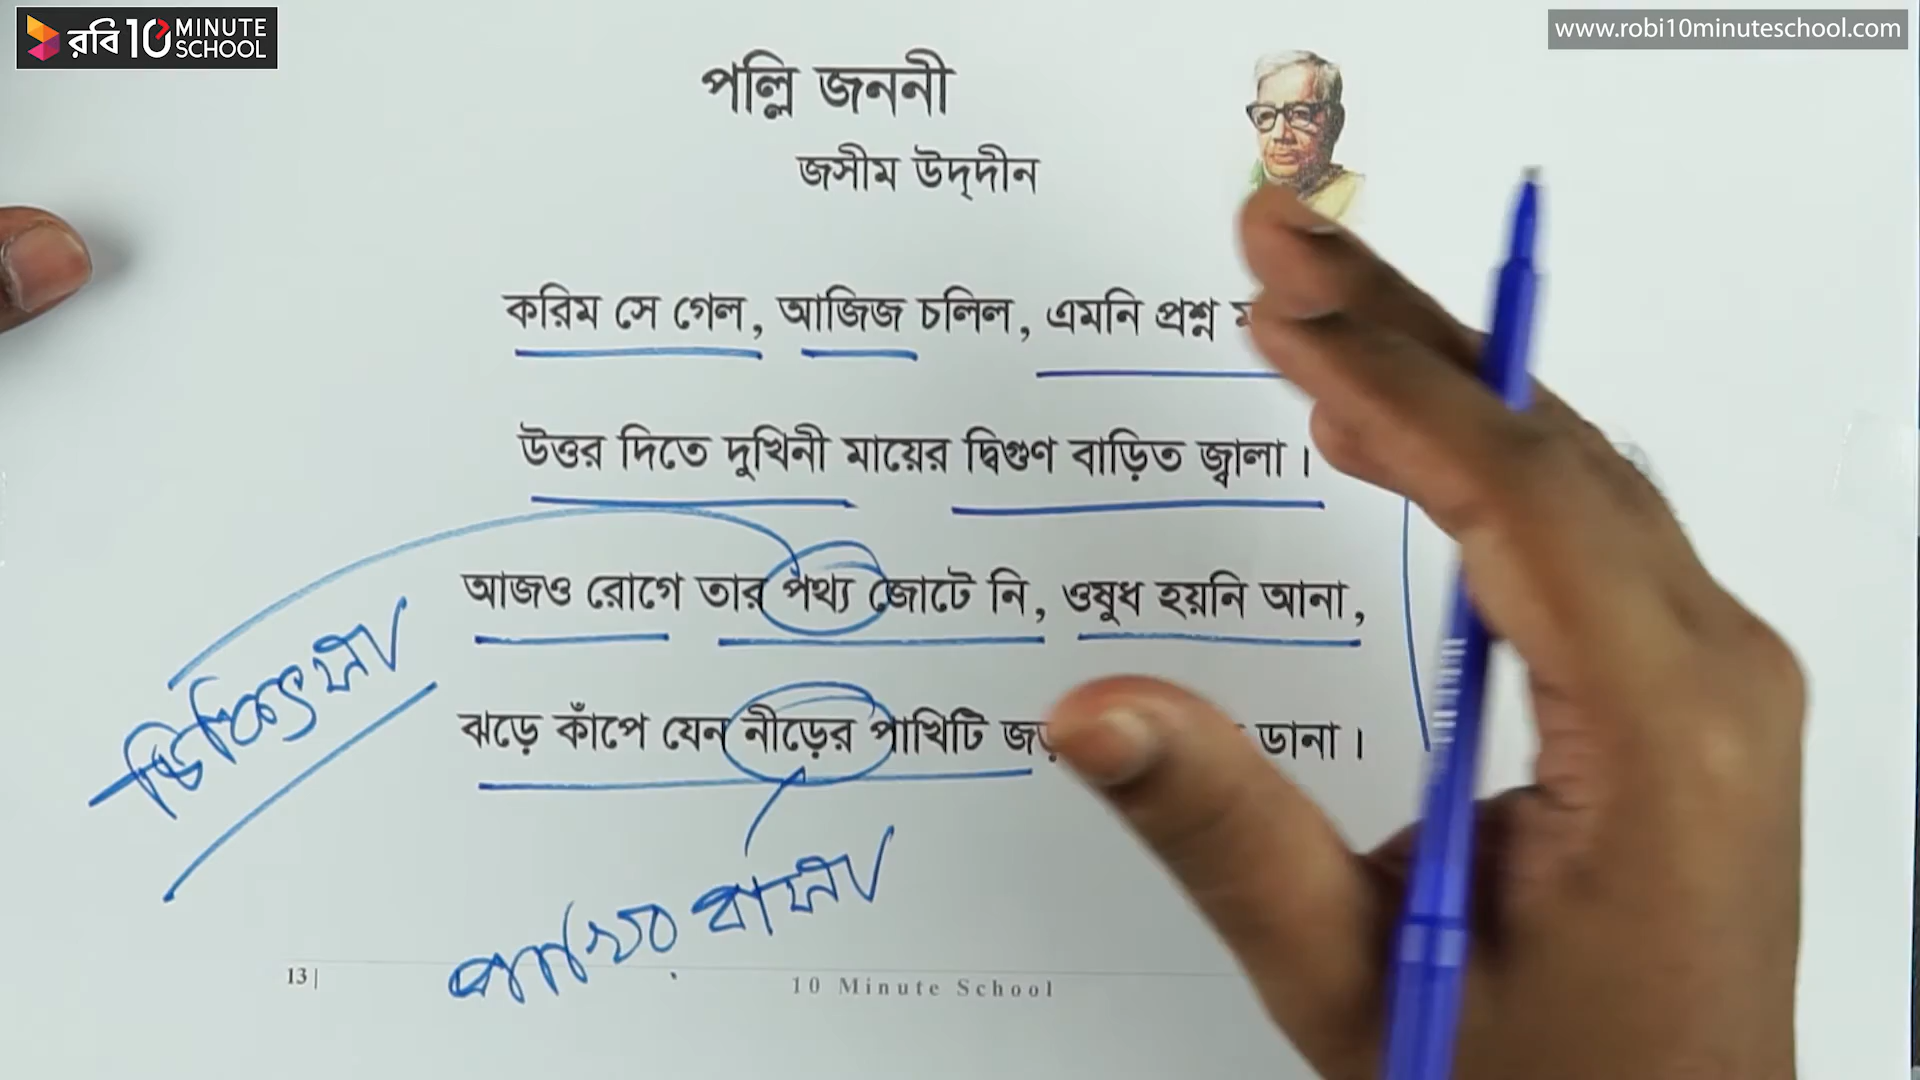 রবি 10 MINUTE SCHOOL
www.robi10minuteschool.com
পল্লি জননী
জসীম উদ্‌দীন
করিম সে গেল, আজিজ চলিল, এমনি প্রশ্ন
উত্তর দিতে দুখিনী মায়ের দ্বিগুণ বাড়িত জ্বালা।
আজও রোগে তার পথ্য জোটে নি, ওষুধ হয়নি আনা,
ঝড়ে কাঁপে যেন নীড়ের পাখিটি ডানা।
চিকিৎসা
পাখির বাসা
13|
10 Minute School